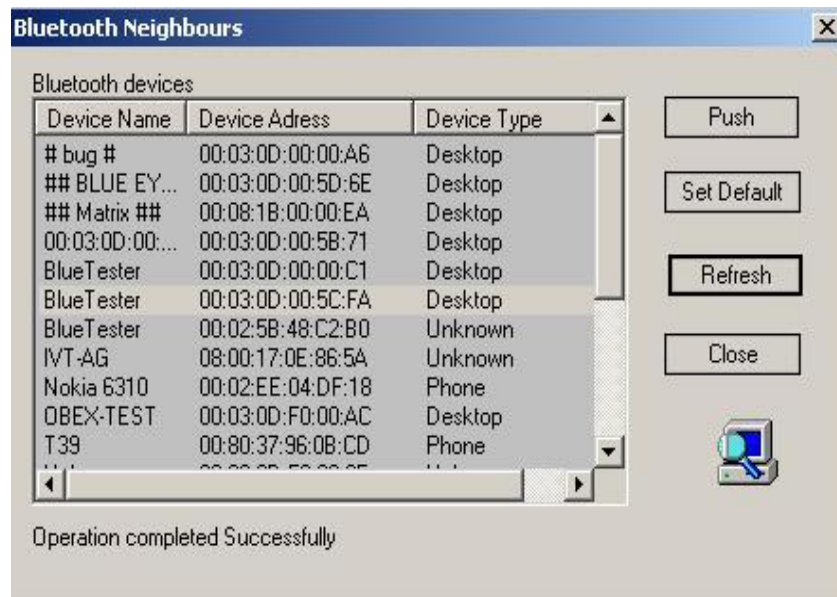 Bluetooth Neighbours
Bluetooth devices
Device Name Device Adress Device Type
# bug # 00:03:0D:00:00:A6 Desktop
## BLUE EY... 00:03:0D:00:5D:6E Desktop
## Matrix ## 00:08:1B:00:00:EA Desktop
00:03:0D:00:... 00:03:0D:00:5B:71 Desktop
BlueTester 00:03:0D:00:00:C1 Desktop
BlueTester 00:03:0D:00:5C:FA Desktop
BlueTester 00:02:5B:48:C2:B0 Unknown
IVT-AG 08:00:17:0E:86:5A Unknown
Nokia 6310 00:02:EE:04:DF:18 Phone
OBEX-TEST 00:03:0D:F0:00:AC Desktop
T39 00:80:37:96:0B:CD Phone
Push
Set Default
Refresh
Close
Operation completed Successfully